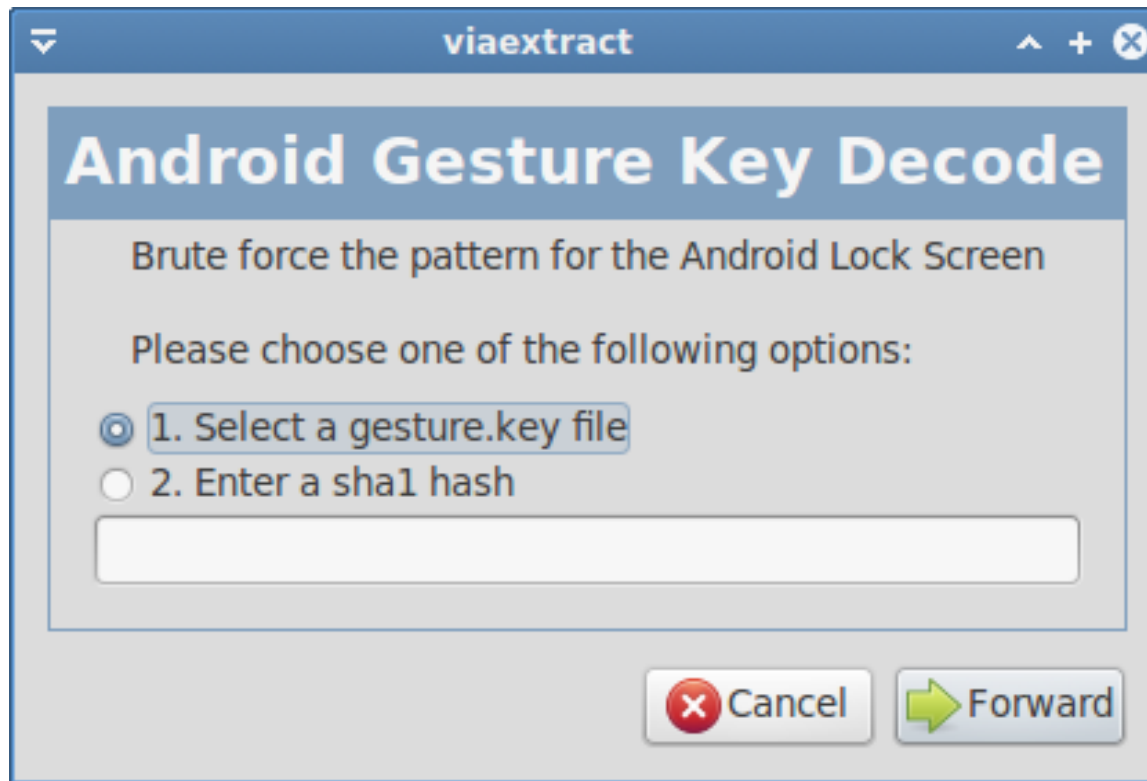 viaextract
Android Gesture Key Decode
Brute force the pattern for the Android Lock Screen
Please choose one of the following options:
1. Select a gesture.key file
2. Enter a sha1 hash
Cancel
Forward